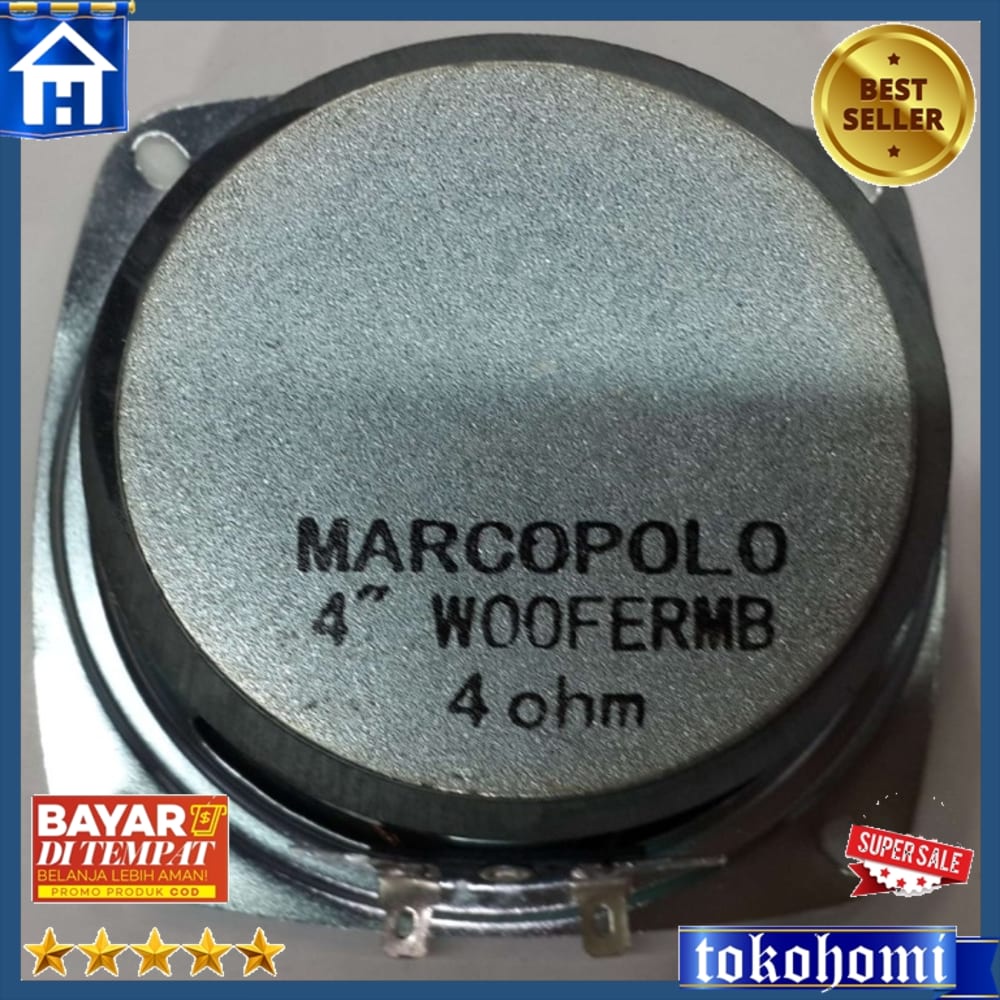 H
BEST
SELLER
MARCOPOLO
4" WOOFERMB
4 ohm
BAYAR
DI TEMPAT
BELANJA LEBIH AMAN!
PROMO PRODUK COD
SUPER SALE
tokohomi